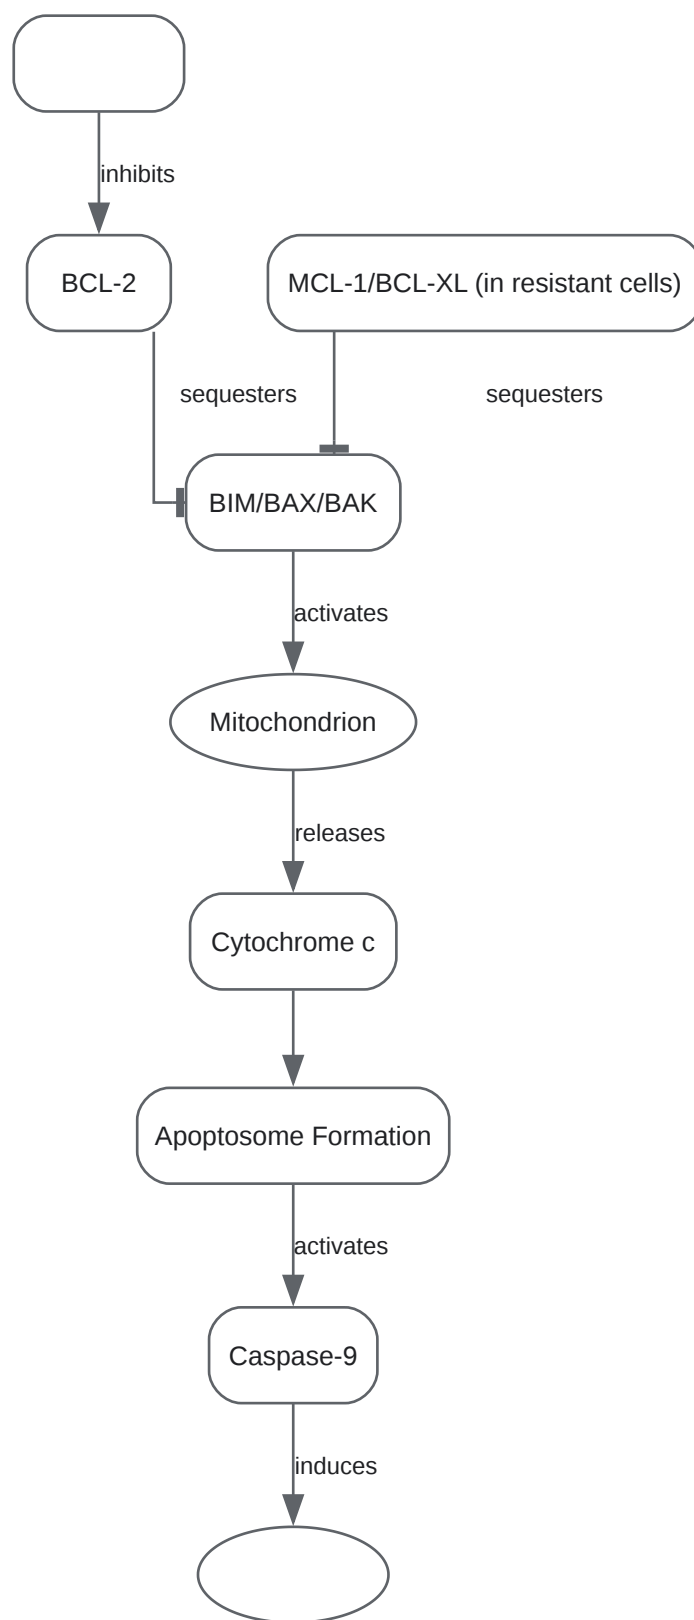 inhibits
BCL-2
MCL-1/BCL-XL (in resistant cells)
sequesters
sequesters
BIM/BAX/BAK
activates
Mitochondrion
releases
Cytochrome c
Apoptosome Formation
activates
Caspase-9
induces